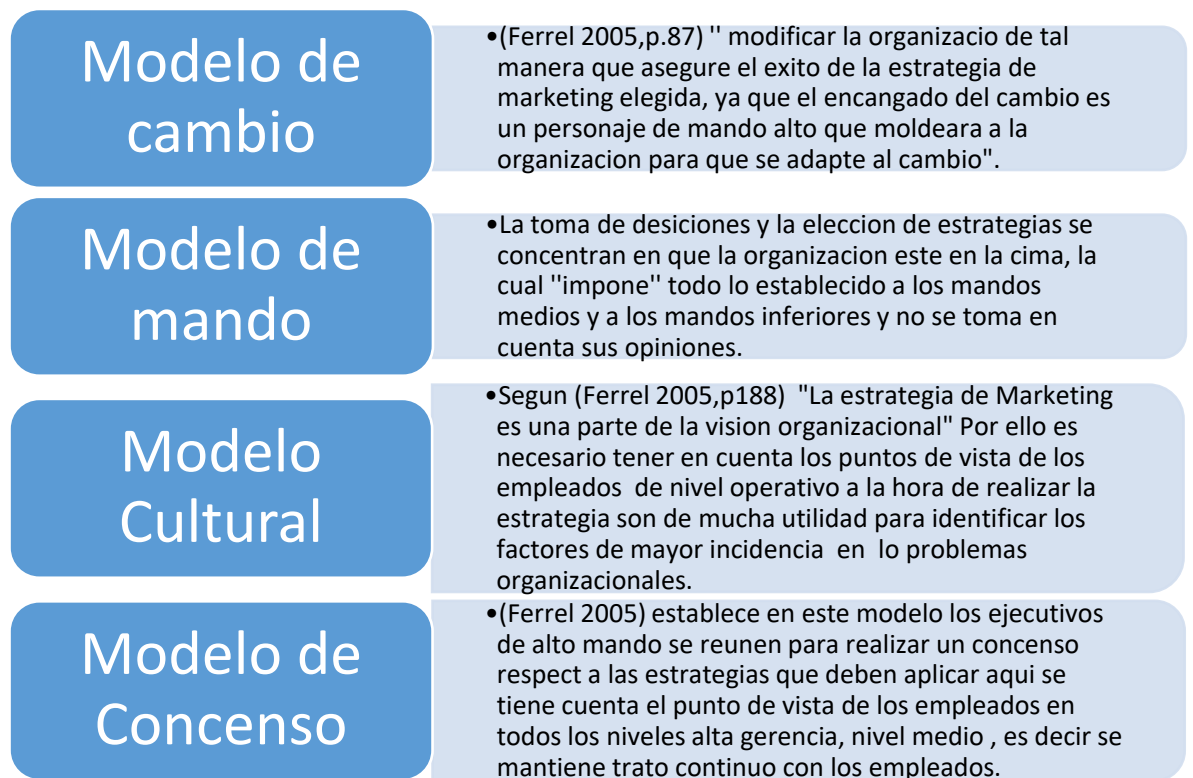 Modelo de
cambio
•(Ferrel 2005,p.87) '' modificar la organizacio de tal
manera que asegure el exito de la estrategia de
marketing elegida, ya que el encangado del cambio es
un personaje de mando alto que moldeara a la
organizacion para que se adapte al cambio".
Modelo de
mando
•La toma de desiciones y la eleccion de estrategias se
concentran en que la organizacion este en la cima, la
cual ''impone'' todo lo establecido a los mandos
medios y a los mandos inferiores y no se toma en
cuenta sus opiniones.
Modelo
Cultural
•Segun (Ferrel 2005,p188) "La estrategia de Marketing
es una parte de la vision organizacional" Por ello es
necesario tener en cuenta los puntos de vista de los
empleados de nivel operativo a la hora de realizar la
estrategia son de mucha utilidad para identificar los
factores de mayor incidencia en lo problemas
organizacionales.
Modelo de
Concenso
•(Ferrel 2005) establece en este modelo los ejecutivos
de alto mando se reunen para realizar un concenso
respect a las estrategias que deben aplicar aqui se
tiene cuenta el punto de vista de los empleados en
todos los niveles alta gerencia, nivel medio , es decir se
mantiene trato continuo con los empleados.